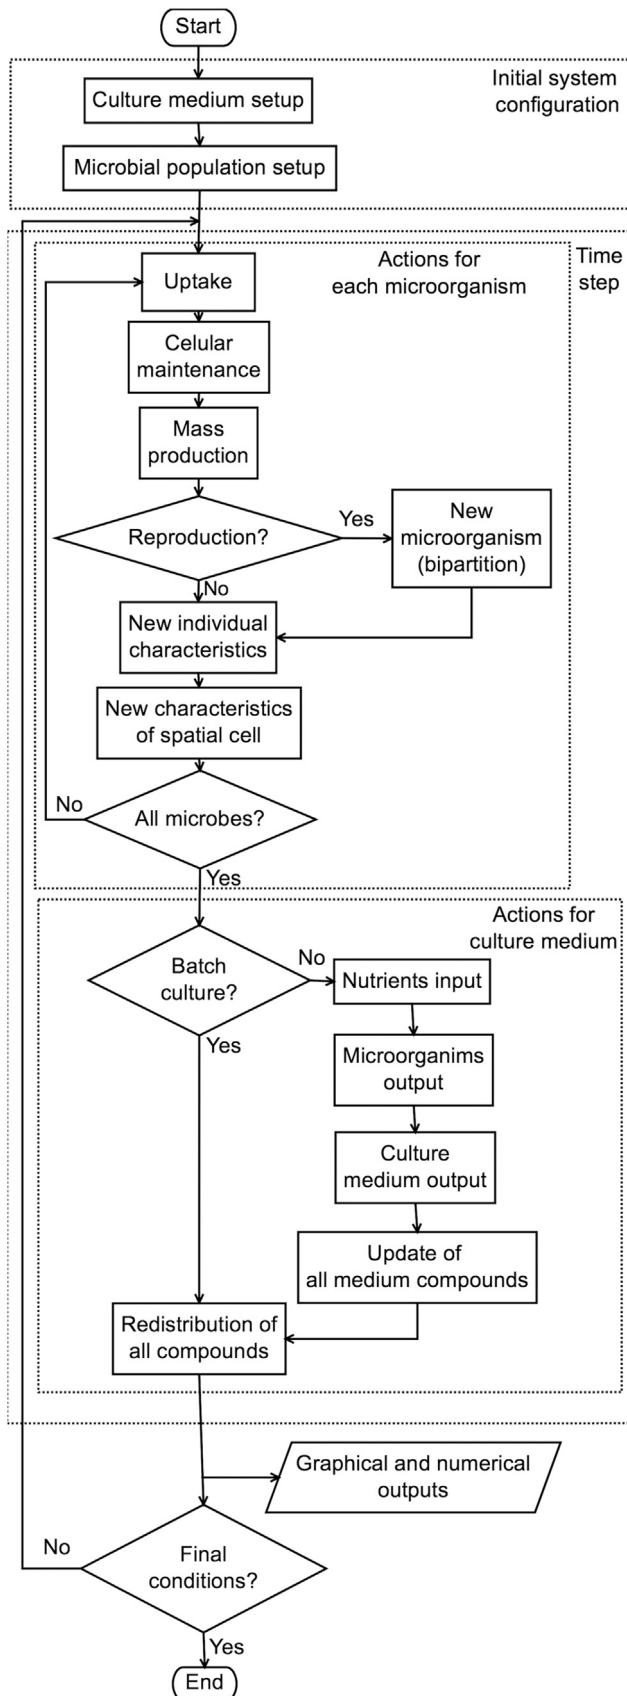 Start
Initial system
configuration
Culture medium setup
Microbial population setup
Time
step
Actions for
each microorganism
Uptake
Celular
maintenance
Mass
production
Reproduction?
Yes
New
microorganism
(bipartition)
No
New individual
characteristics
New characteristics
of spatial cell
No
All microbes?
Yes
Actions for
culture medium
Batch
culture?
No
Nutrients input
Yes
Microorganims
output
Culture
medium output
Update of
all medium compounds
Redistribution of
all compounds
Graphical and numerical
outputs
No
Final
conditions?
Yes
End